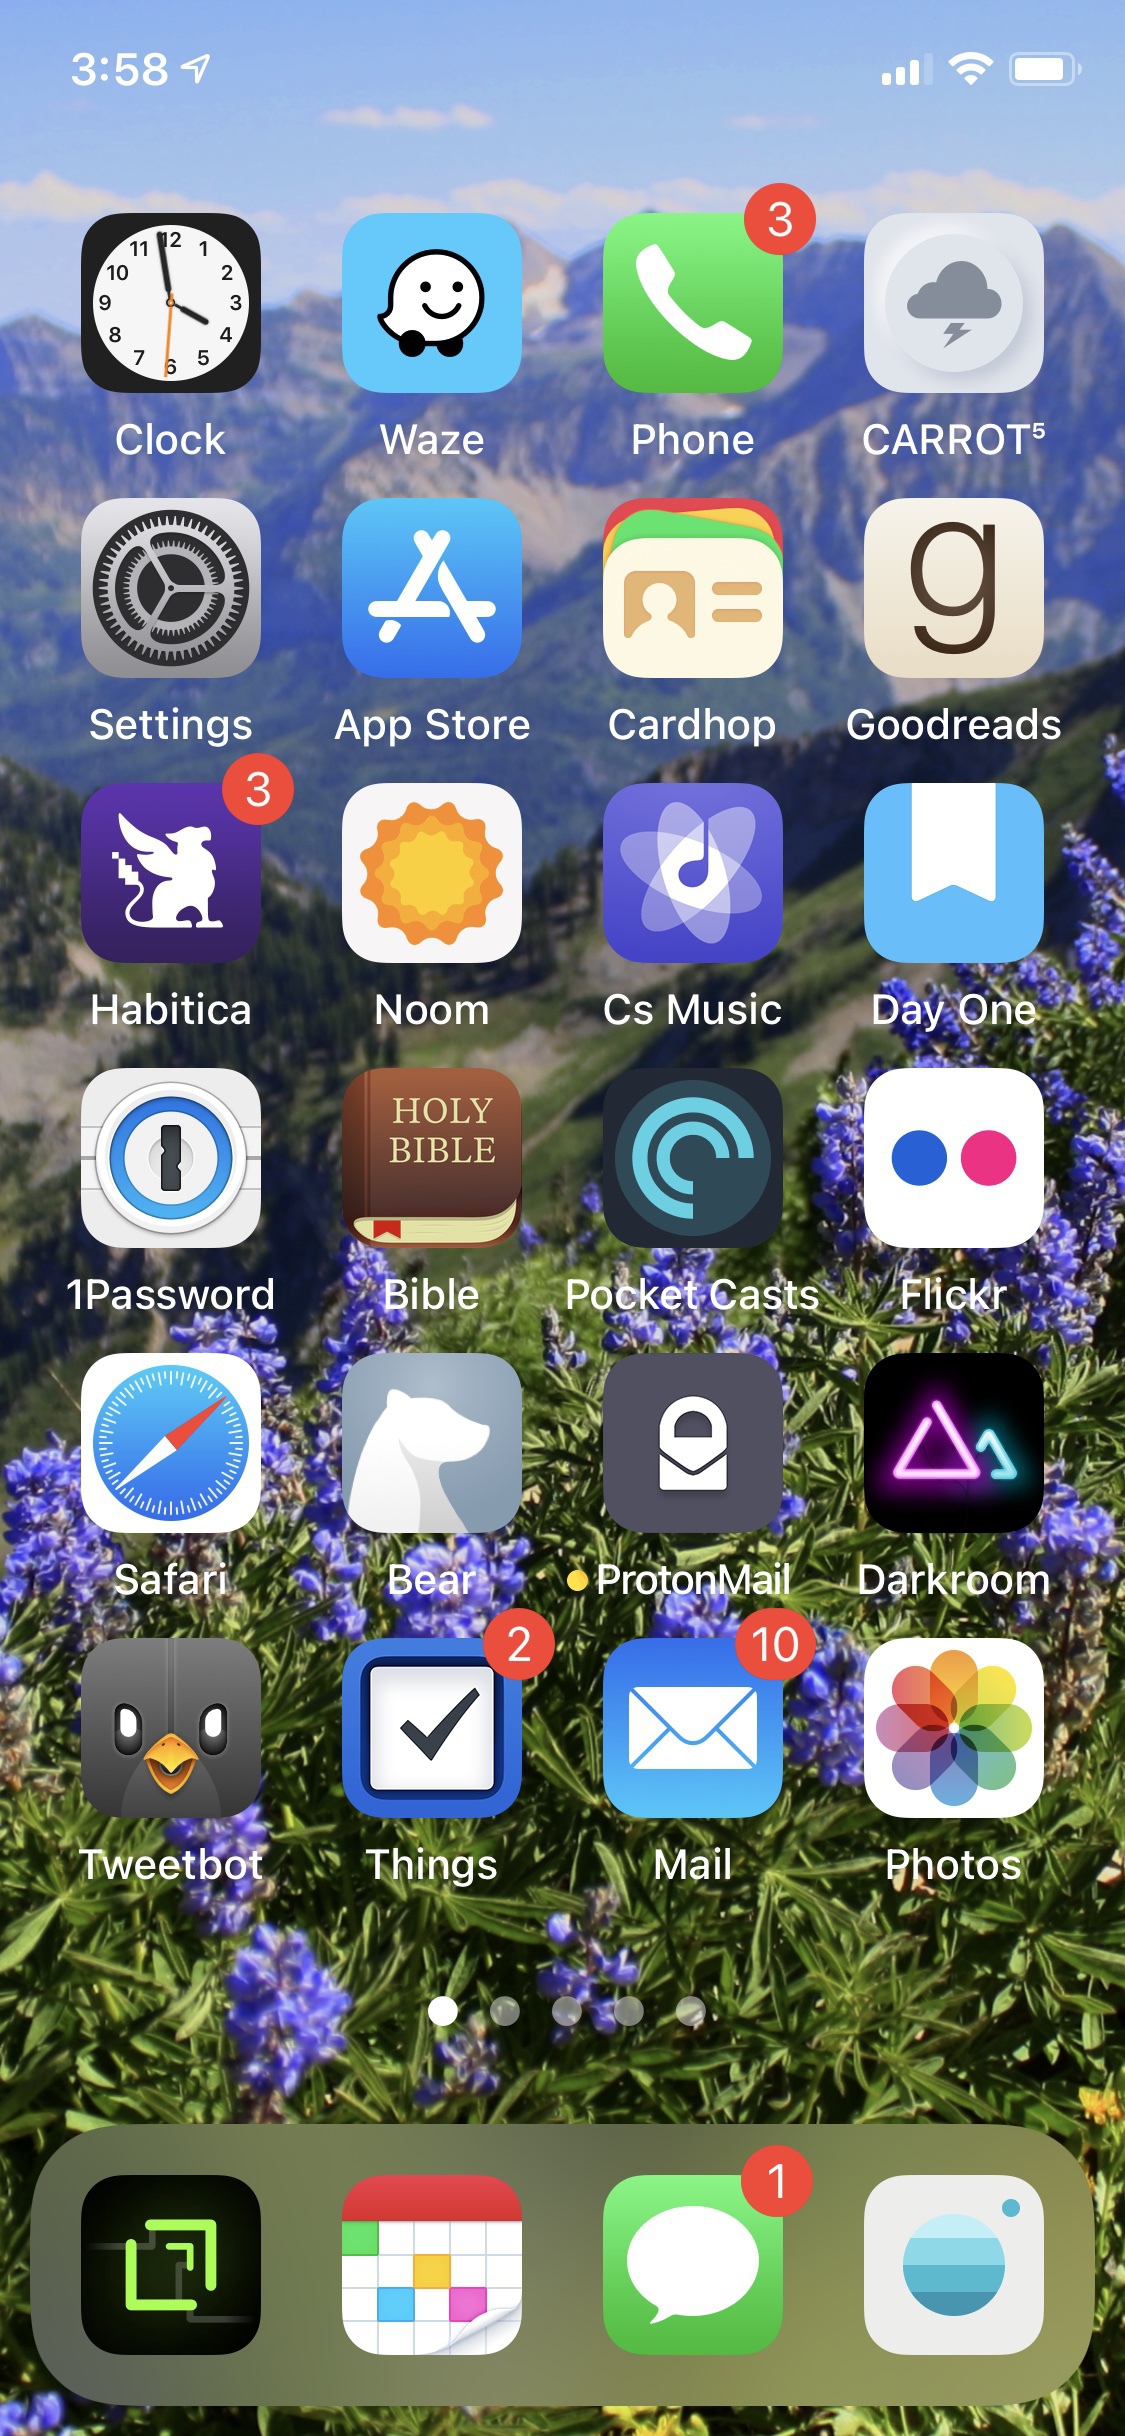 3:58
12
11 1
10 2
9 3
8 4
7 5
6
3
Clock Waze Phone CARROT⁵
g
Settings App Store Cardhop Goodreads
3
Habitica Noom Cs Music Day One
HOLY
BIBLE
1Password Bible Pocket Casts Flickr
Safari Bear ProtonMail Darkroom
2 10
Tweetbot Things Mail Photos
1